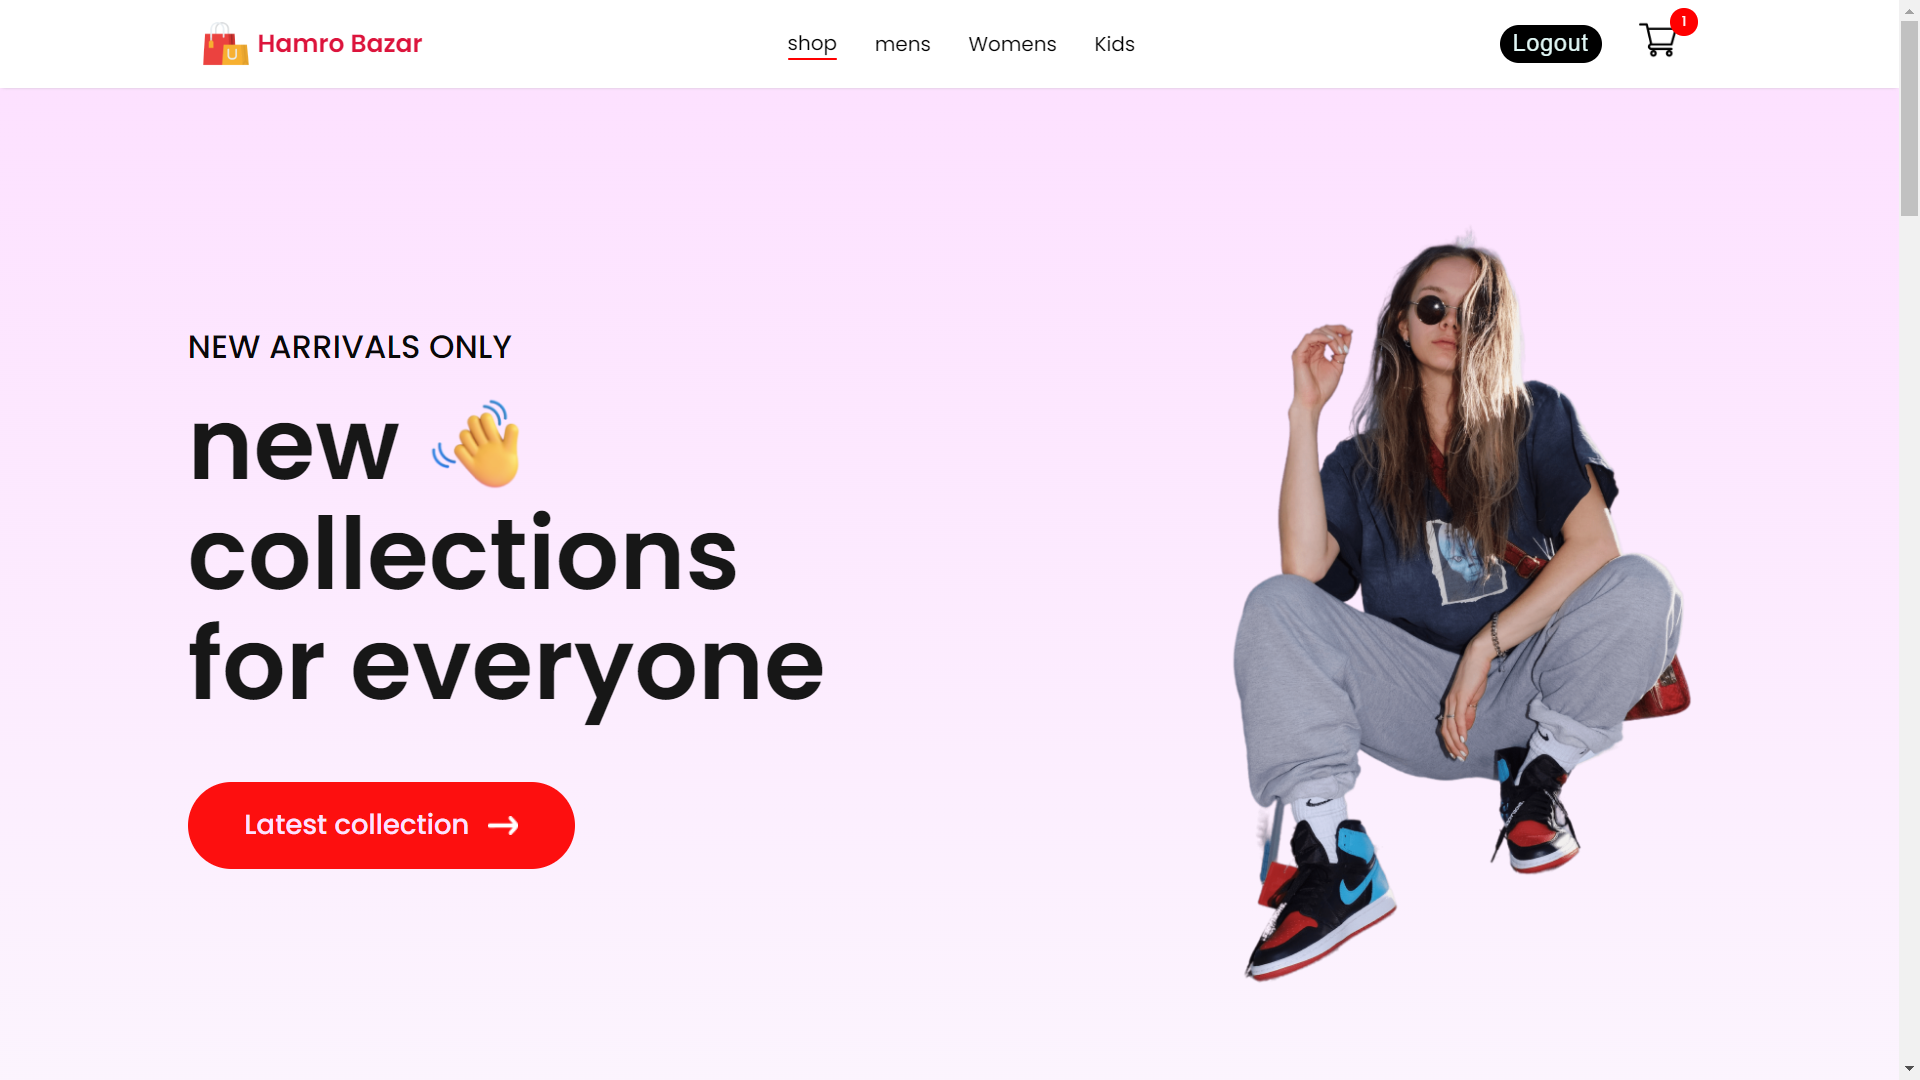 Hamro Bazar
shop
mens
Womens
Kids
Logout
1
NEW ARRIVALS ONLY
new
collections
for everyone
Latest collection